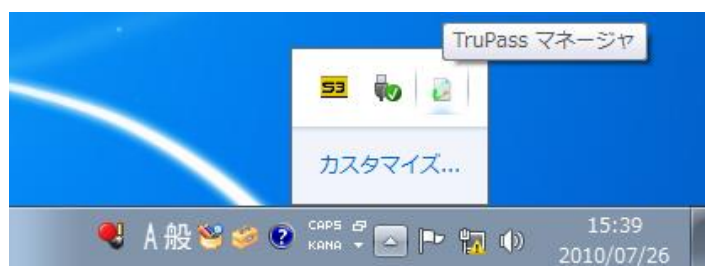 TruPass マネージャ
S3
カスタマイズ...
A 般 CAPS
KANA
15:39
2010/07/26